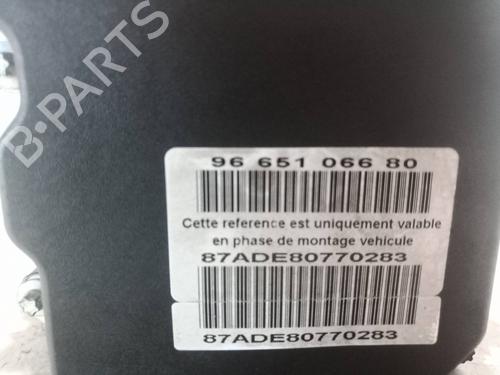 B-PARTS
96 651 066 80
Cette reference est uniquement valable
en phase de montage vehicule
87ADE80770283
87ADE80770283